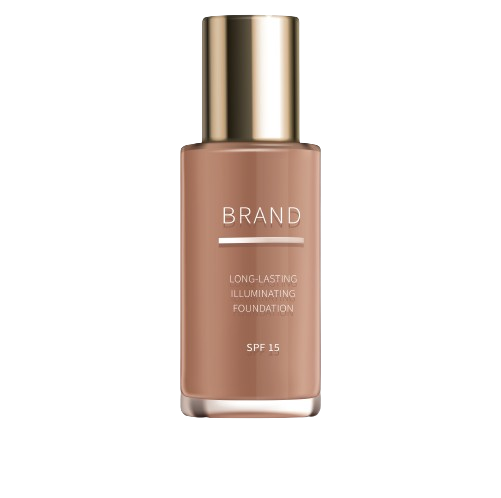 BRAND
LONG-LASTING
ILLUMINATING
FOUNDATION
SPF 15